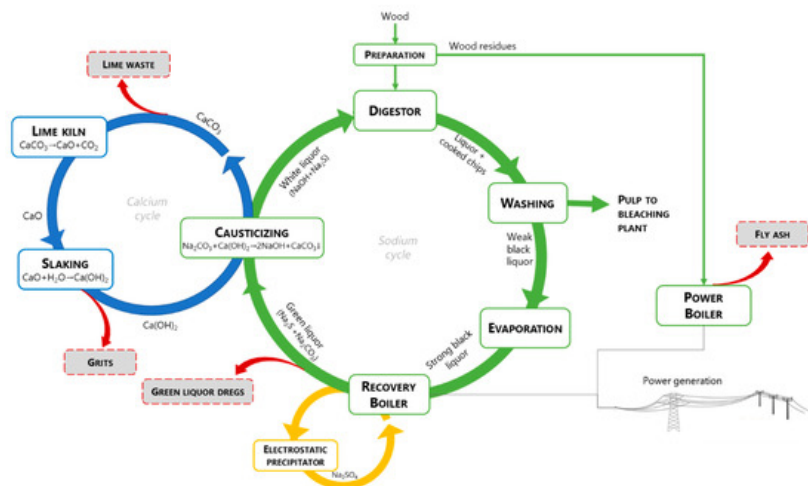 Wood
PREPARATION
Wood residues
LIME WASTE
DIGESTOR
CaCO₃
LIME KILN
CaCO₃→CaO+CO₂
Liquor +
cooked chips
White liquor
(NaOH+Na₂S)
Calcium
cycle
WASHING
PULP TO
BLEACHING
PLANT
CaO
CAUSTICIZING
Na₂CO₃+Ca(OH)₂→2NaOH+CaCO₃↓
Sodium
cycle
Weak
black
liquor
FLY ASH
SLAKING
CaO+H₂O→Ca(OH)₂
POWER
BOILER
Ca(OH)₂
Green liquor
(Na₂S +Na₂CO₃)
EVAPORATION
GRITS
Strong black
liquor
GREEN LIQUOR DREGS
RECOVERY
BOILER
Power generation
ELECTROSTATIC
PRECIPITATOR
Na₂SO₄